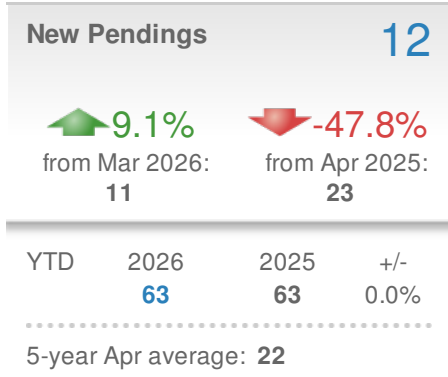 New Pendings 12
9.1% -47.8%
from Mar 2026: from Apr 2025:
11 23
YTD 2026 2025 +/-
63 63 0.0%
5-year Apr average: 22